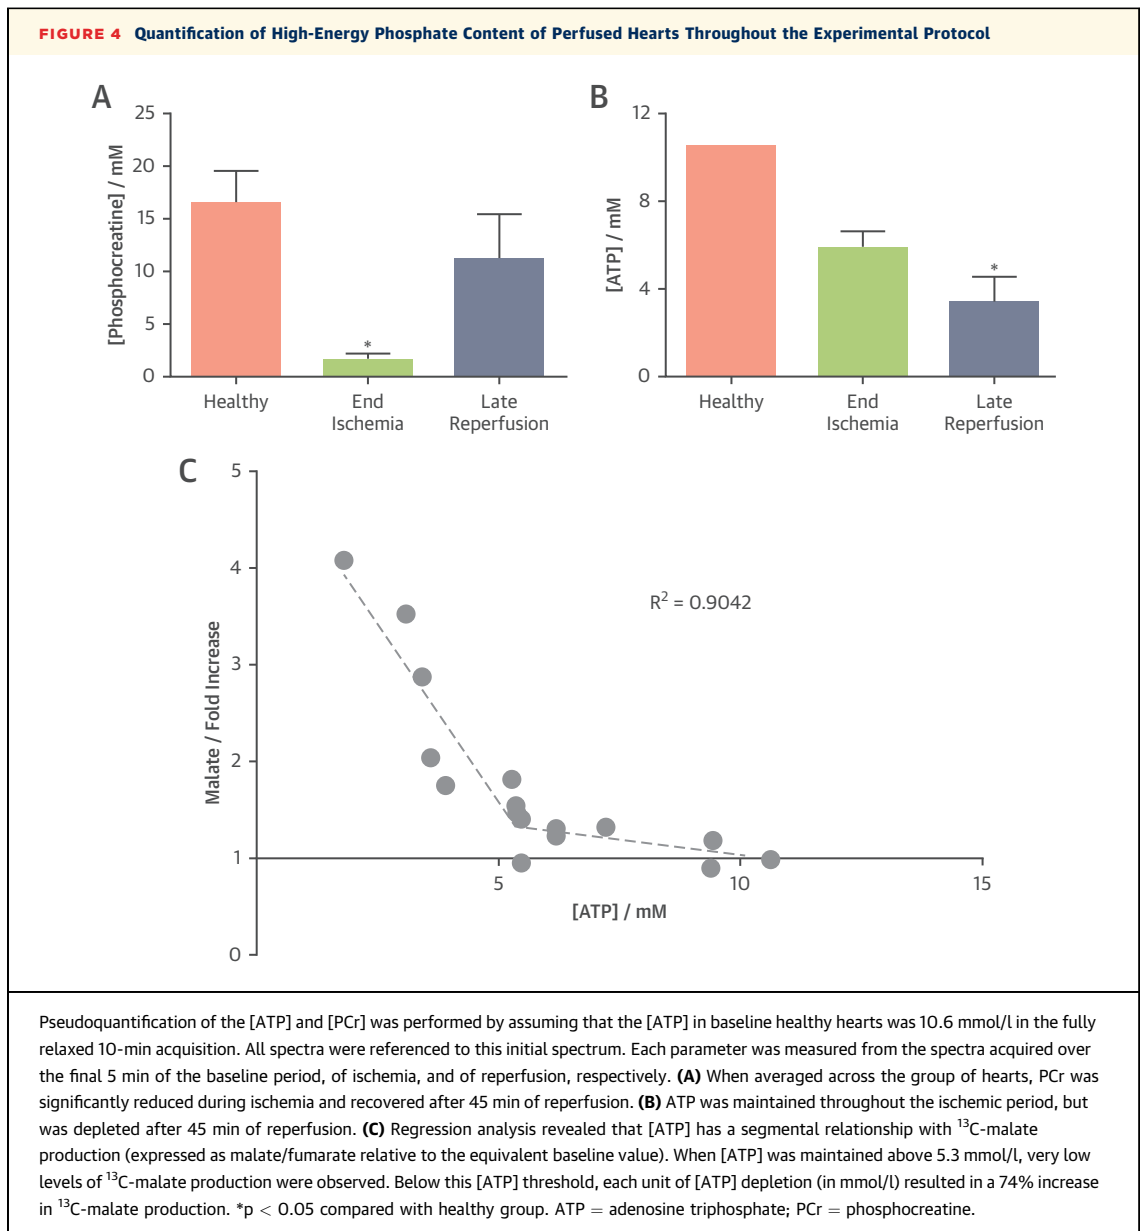 FIGURE 4 Quantification of High-Energy Phosphate Content of Perfused Hearts Throughout the Experimental Protocol
A
[Phosphocreatine] / mM
25
20
15
10
5
0
*
Healthy
End
Ischemia
Late
Reperfusion
B
[ATP] / mM
12
8
4
0
*
Healthy
End
Ischemia
Late
Reperfusion
C
Malate / Fold Increase
5
4
3
2
1
0
R² = 0.9042
5
10
15
[ATP] / mM
Pseudoquantification of the [ATP] and [PCr] was performed by assuming that the [ATP] in baseline healthy hearts was 10.6 mmol/l in the fully
relaxed 10-min acquisition. All spectra were referenced to this initial spectrum. Each parameter was measured from the spectra acquired over
the final 5 min of the baseline period, of ischemia, and of reperfusion, respectively. (A) When averaged across the group of hearts, PCr was
significantly reduced during ischemia and recovered after 45 min of reperfusion. (B) ATP was maintained throughout the ischemic period, but
was depleted after 45 min of reperfusion. (C) Regression analysis revealed that [ATP] has a segmental relationship with ¹³C-malate
production (expressed as malate/fumarate relative to the equivalent baseline value). When [ATP] was maintained above 5.3 mmol/l, very low
levels of ¹³C-malate production were observed. Below this [ATP] threshold, each unit of [ATP] depletion (in mmol/l) resulted in a 74% increase
in ¹³C-malate production. *p < 0.05 compared with healthy group. ATP = adenosine triphosphate; PCr = phosphocreatine.